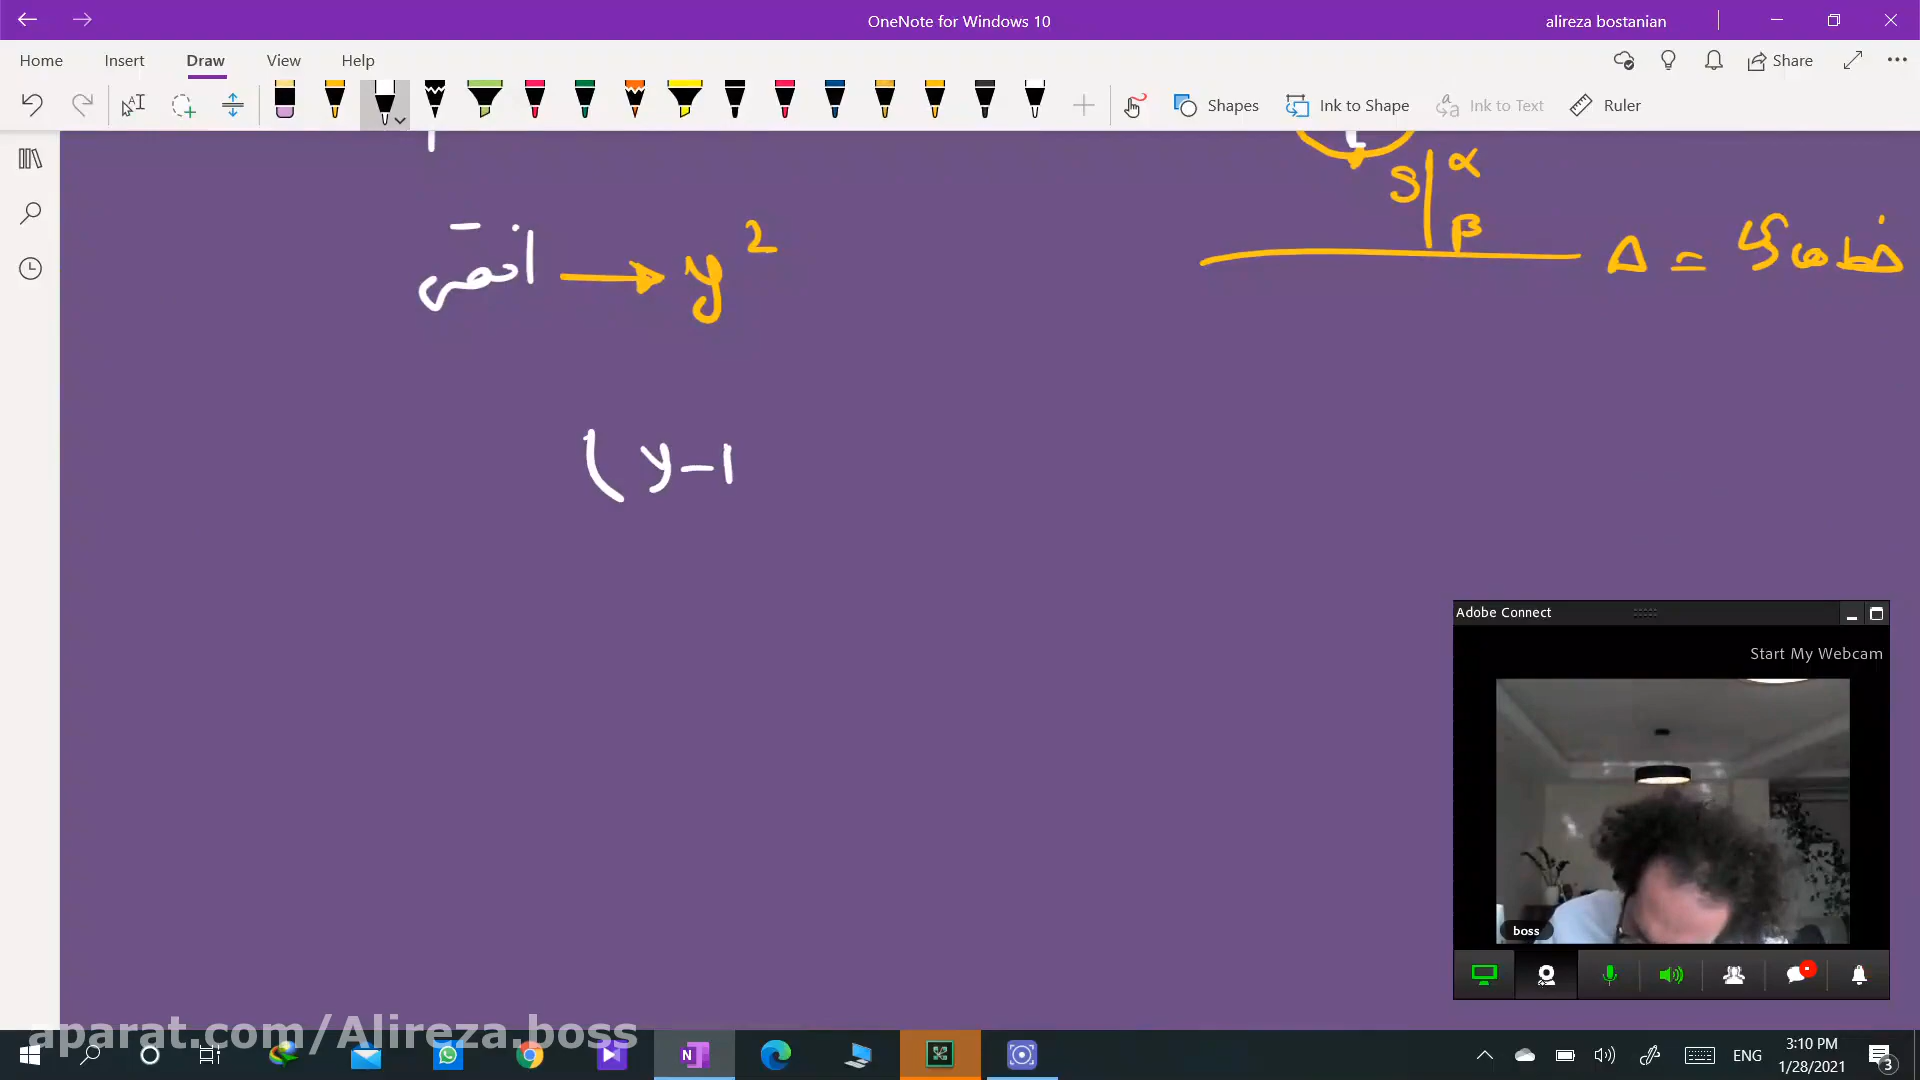 OneNote for Windows 10
alireza bostanian
Home Insert Draw View Help
Share
Shapes Ink to Shape Ink to Text Ruler
S α
β
افقی → y²
Δ =
( y-1
Adobe Connect
Start My Webcam
boss
aparat.com/Alireza.boss
ENG
3:10 PM
1/28/2021
3